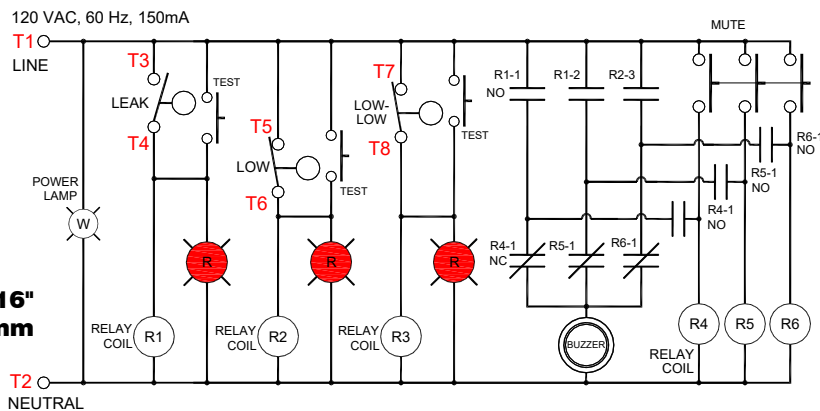 120 VAC, 60 Hz, 150mA
T1
LINE
MUTE
T3
LEAK
T4
TEST
T5
LOW
T6
TEST
T7
LOW-
LOW
T8
TEST
R1-1
NO
R1-2
R2-3
R6-1
NO
R5-1
NO
R4-1
NO
POWER
LAMP
W
R
R
R
R4-1
NC
R5-1
R6-1
16"
mm
RELAY
COIL
R1
RELAY
COIL
R2
RELAY
COIL
R3
BUZZER
R4
R5
R6
RELAY
COIL
T2
NEUTRAL